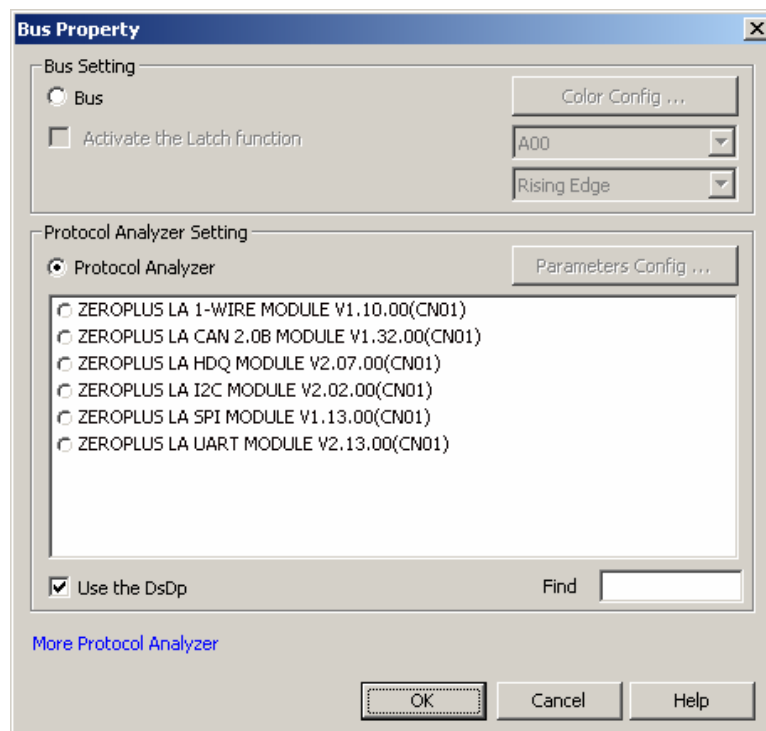 Bus Property
Bus Setting
Bus
Color Config ...
Activate the Latch function
A00
Rising Edge
Protocol Analyzer Setting
Protocol Analyzer
Parameters Config ...
ZEROPLUS LA 1-WIRE MODULE V1.10.00(CN01)
ZEROPLUS LA CAN 2.0B MODULE V1.32.00(CN01)
ZEROPLUS LA HDQ MODULE V2.07.00(CN01)
ZEROPLUS LA I2C MODULE V2.02.00(CN01)
ZEROPLUS LA SPI MODULE V1.13.00(CN01)
ZEROPLUS LA UART MODULE V2.13.00(CN01)
Use the DsDp
Find
More Protocol Analyzer
OK
Cancel
Help